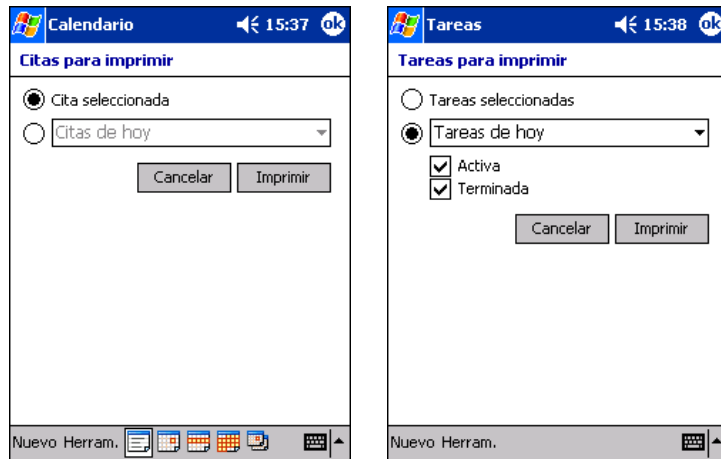 Calendario 15:37 ok
Citas para imprimir
Cita seleccionada
Citas de hoy
Cancelar Imprimir
Nuevo Herram.
Tareas 15:38 ok
Tareas para imprimir
Tareas seleccionadas
Tareas de hoy
Activa
Terminada
Cancelar Imprimir
Nuevo Herram.